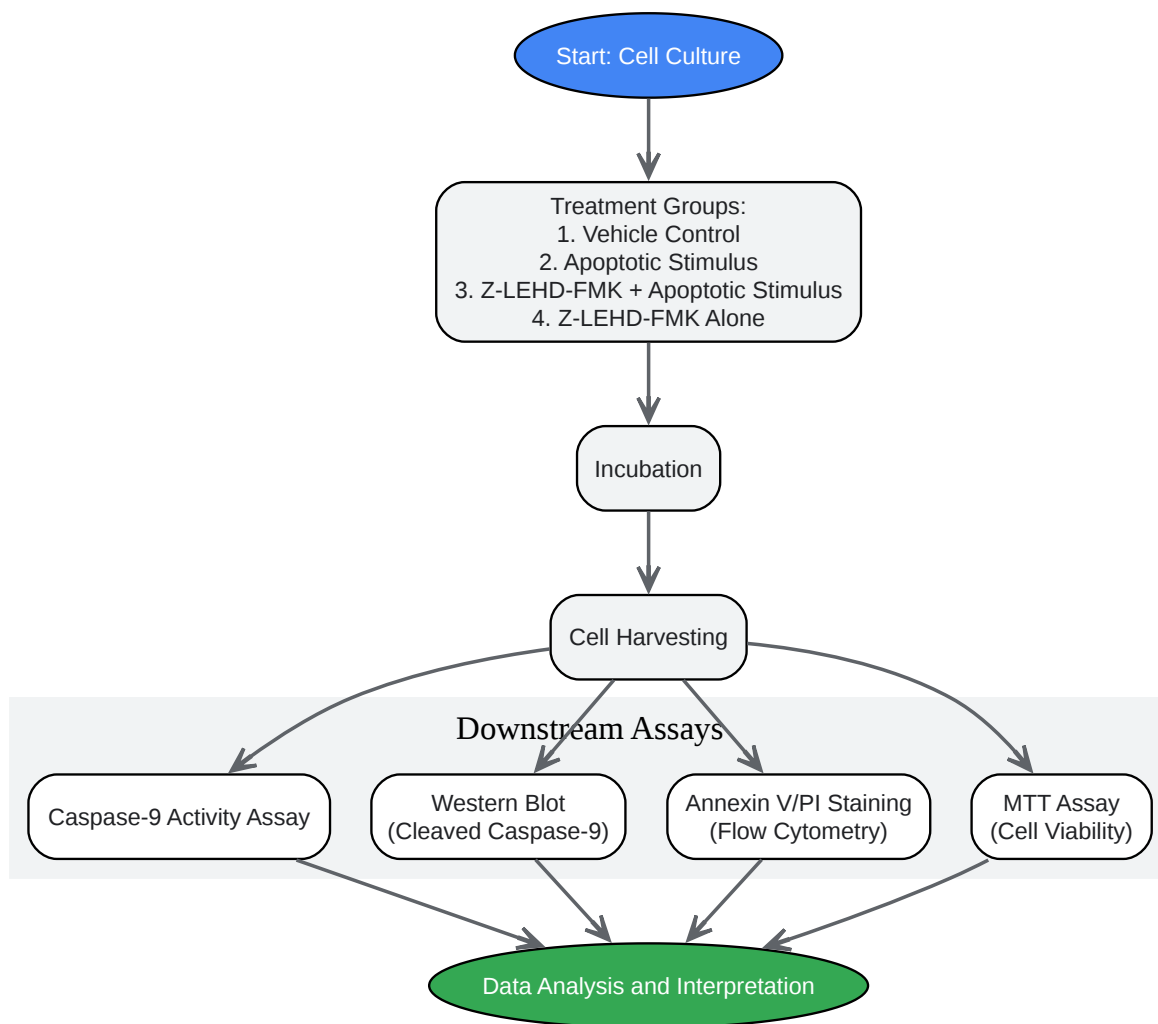 Start: Cell Culture
Treatment Groups:
1. Vehicle Control
2. Apoptotic Stimulus
3. Z-LEHD-FMK + Apoptotic Stimulus
4. Z-LEHD-FMK Alone
Incubation
Cell Harvesting
Downstream Assays
Caspase-9 Activity Assay
Western Blot
(Cleaved Caspase-9)
Annexin V/PI Staining
(Flow Cytometry)
MTT Assay
(Cell Viability)
Data Analysis and Interpretation